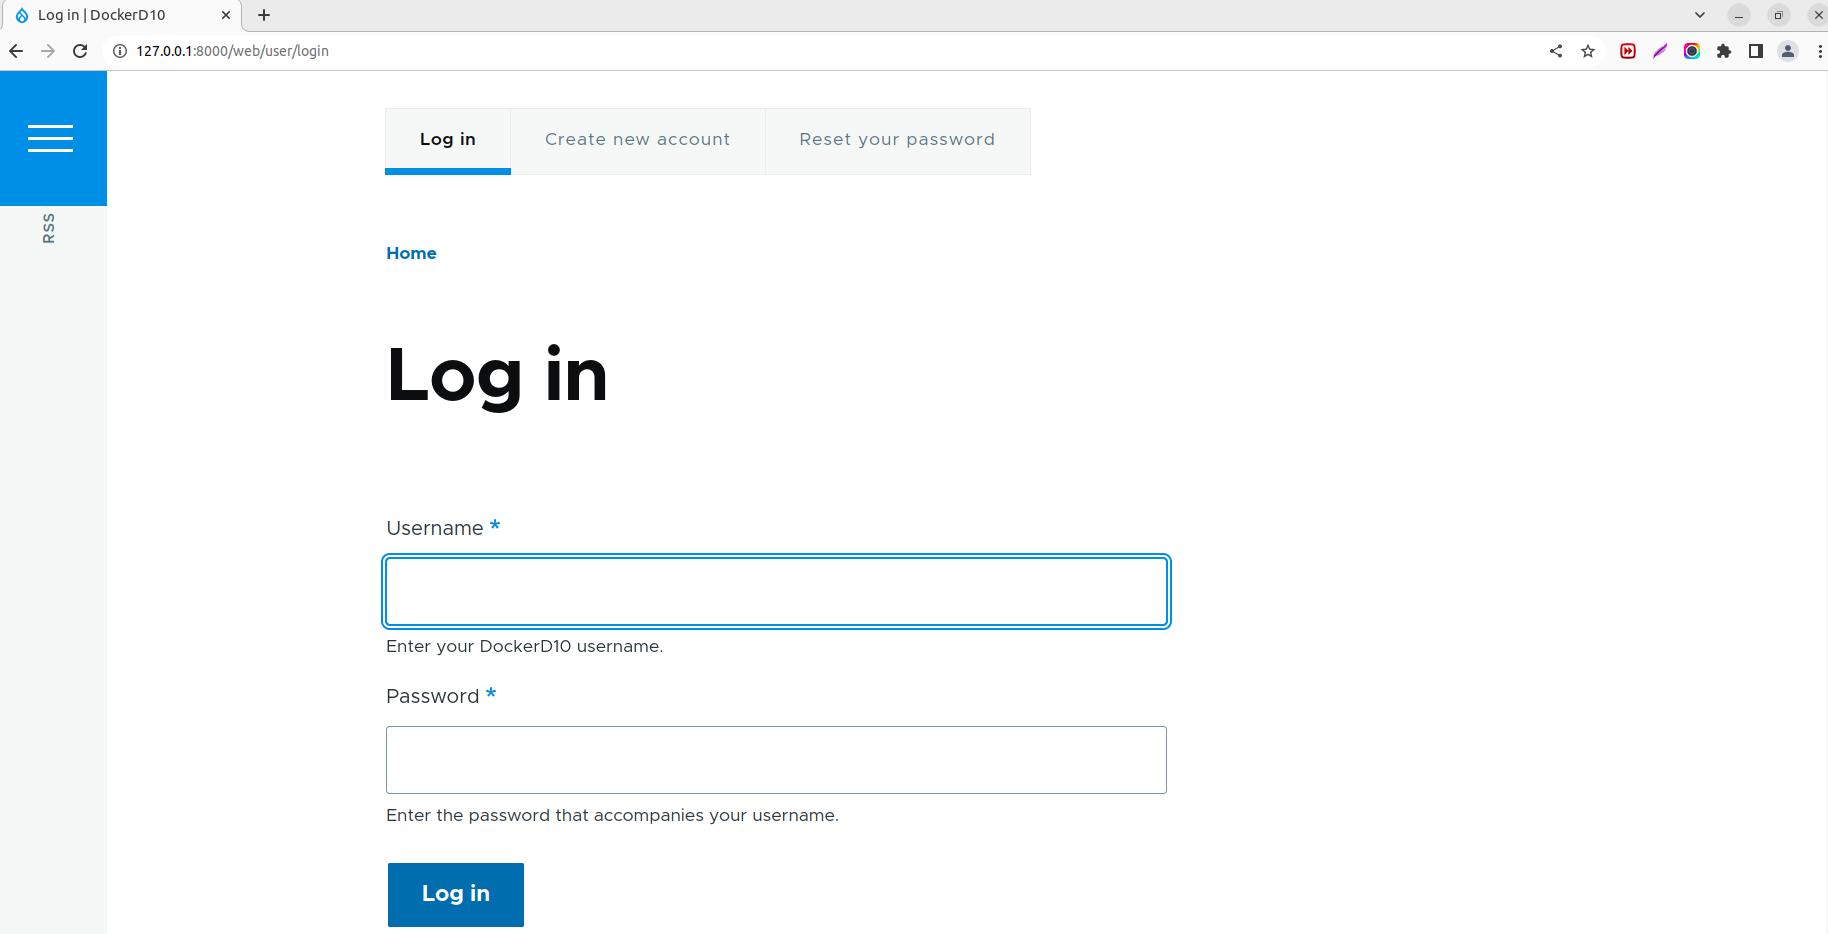 Log in | DockerD10
127.0.0.1:8000/web/user/login
Log in
Create new account
Reset your password
RSS
Home
Log in
Username *
Enter your DockerD10 username.
Password *
Enter the password that accompanies your username.
Log in